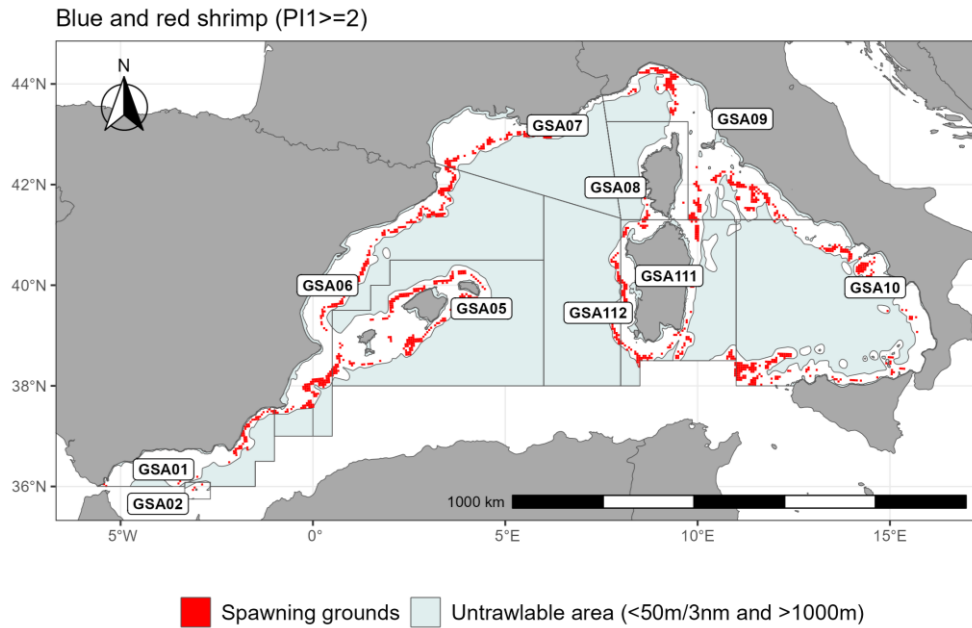 Blue and red shrimp (PI1>=2)
44°N
N
GSA07
GSA09
42°N
GSA08
40°N
GSA06
GSA05
GSA111
GSA112
GSA10
38°N
36°N
GSA01
GSA02
1000 km
5°W
0°
5°E
10°E
15°E
Spawning grounds
Untrawlable area (<50m/3nm and >1000m)